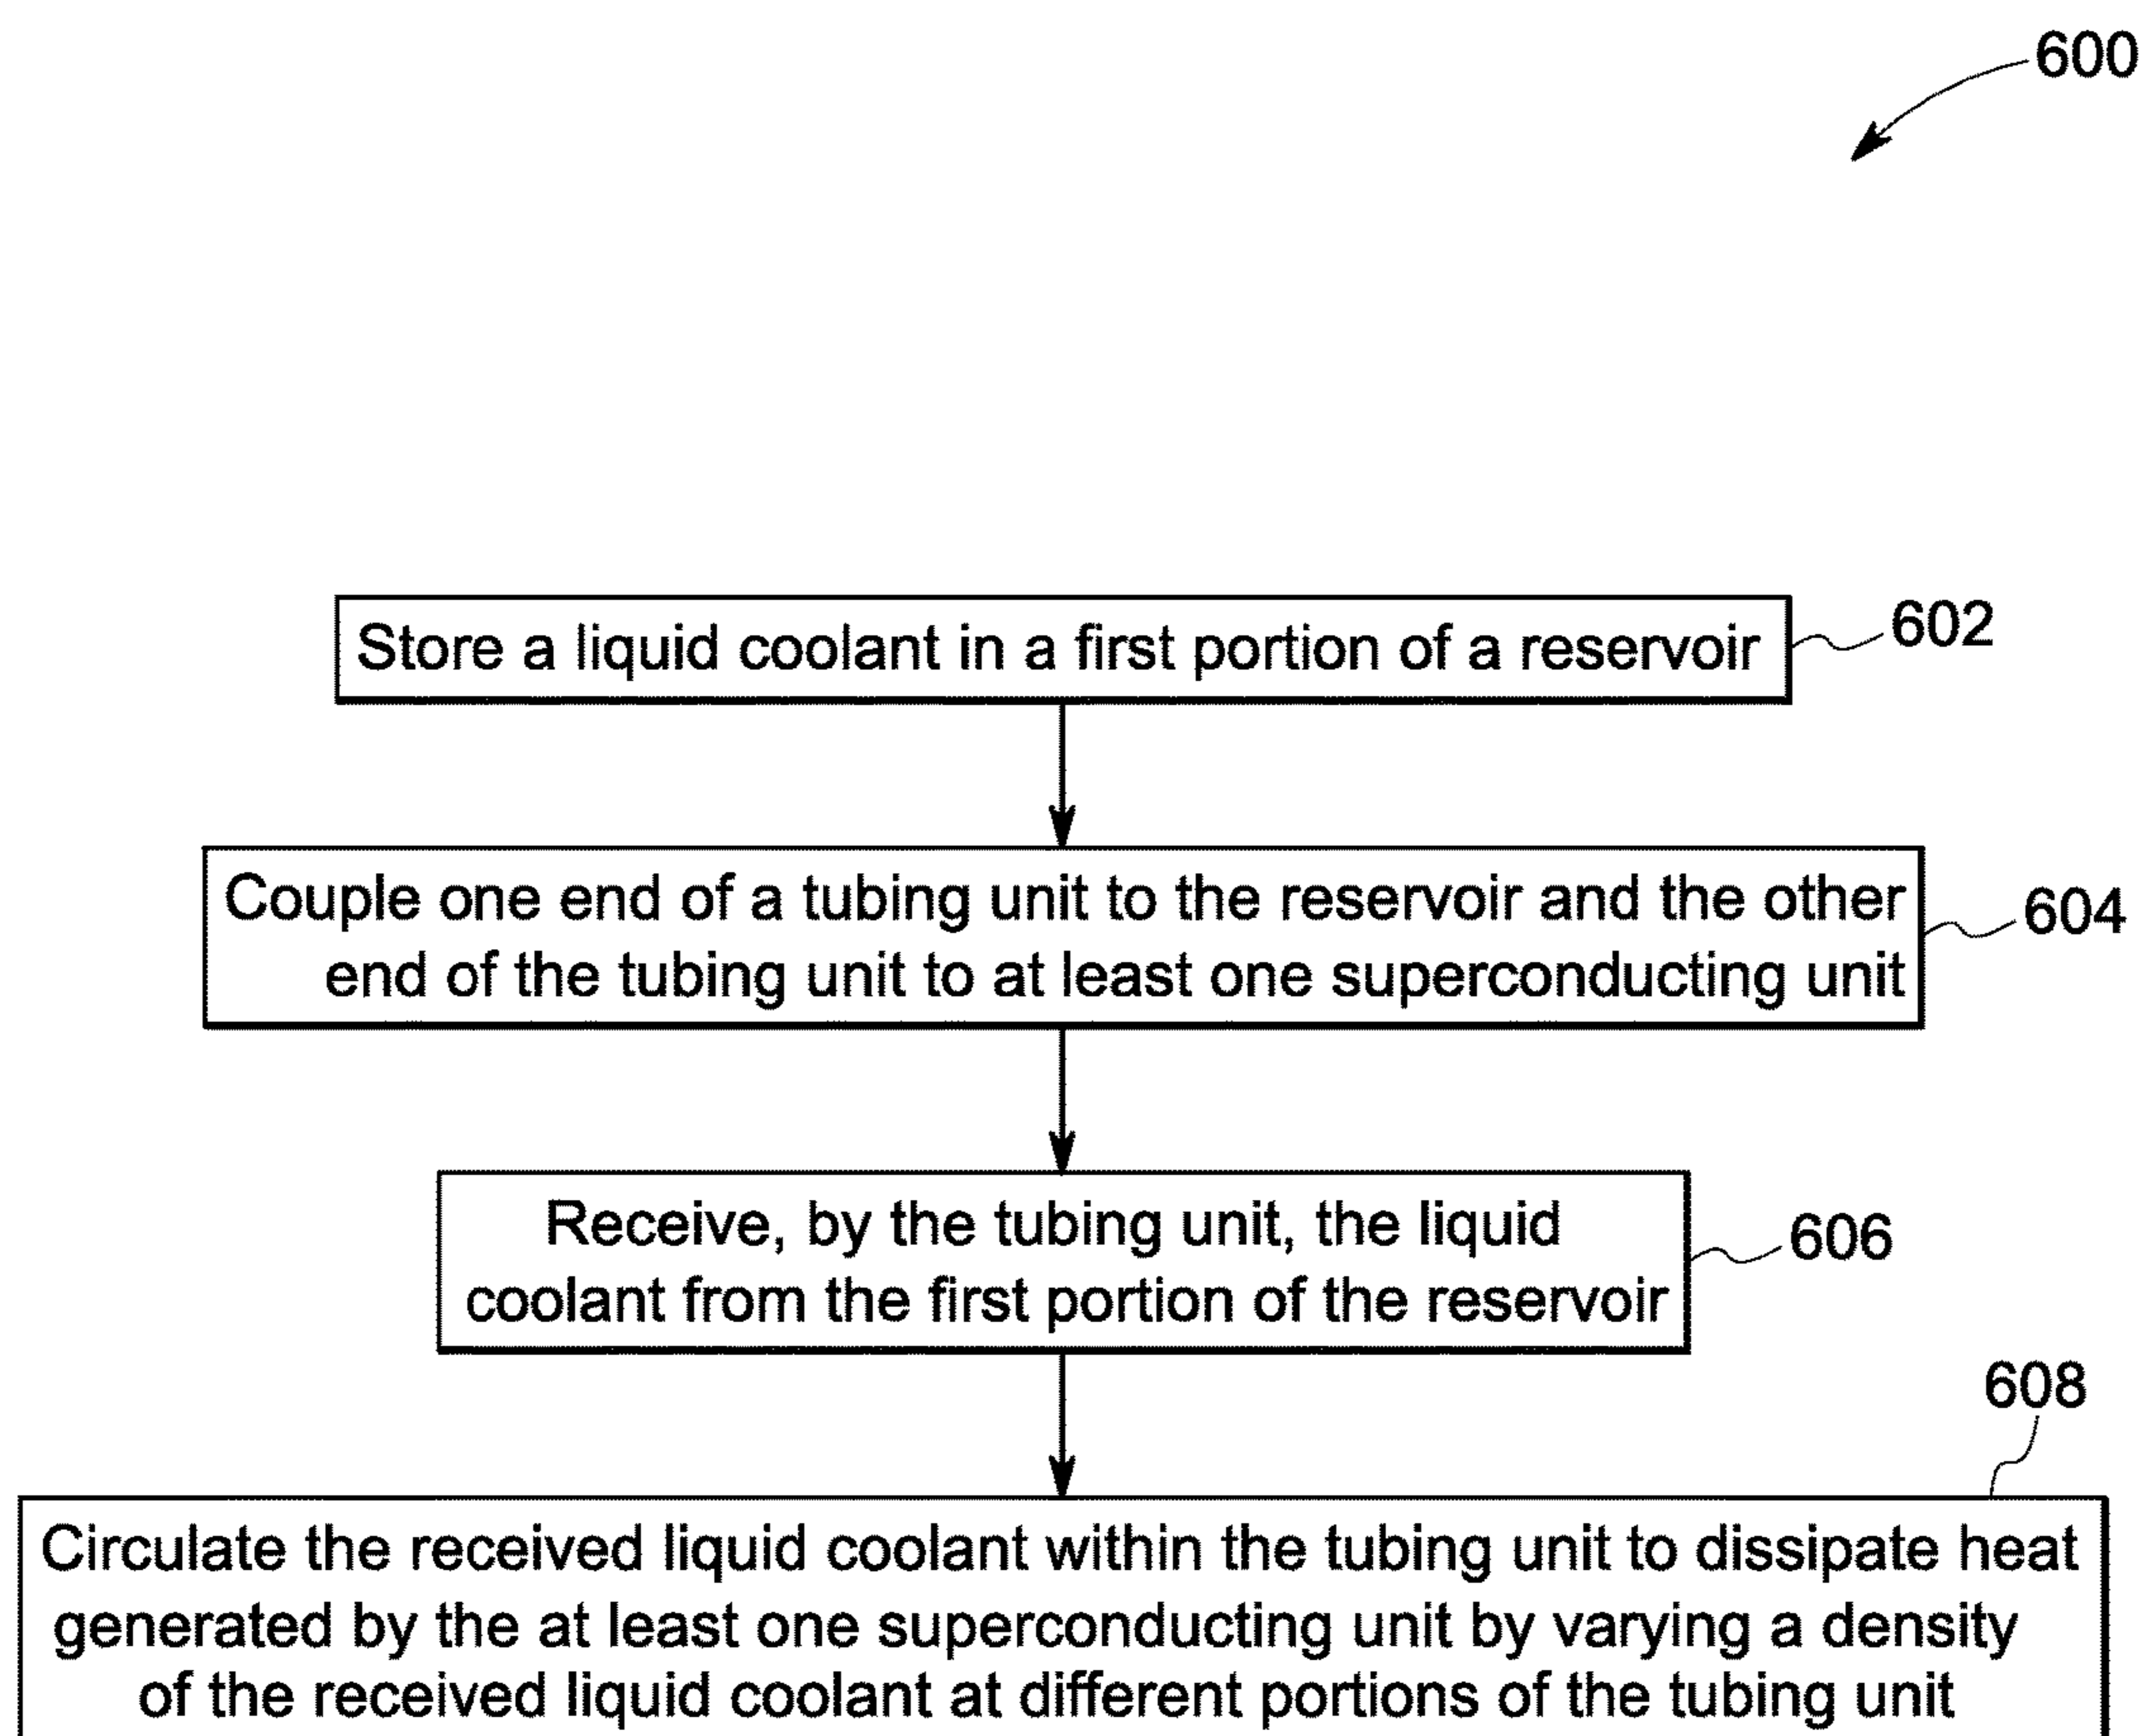 600
Store a liquid coolant in a first portion of a reservoir
602
Couple one end of a tubing unit to the reservoir and the other
end of the tubing unit to at least one superconducting unit
604
Receive, by the tubing unit, the liquid
coolant from the first portion of the reservoir
606
608
Circulate the received liquid coolant within the tubing unit to dissipate heat
generated by the at least one superconducting unit by varying a density
of the received liquid coolant at different portions of the tubing unit